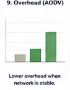 9. Overhead (AODV)
Lower overhead when
network is stable.